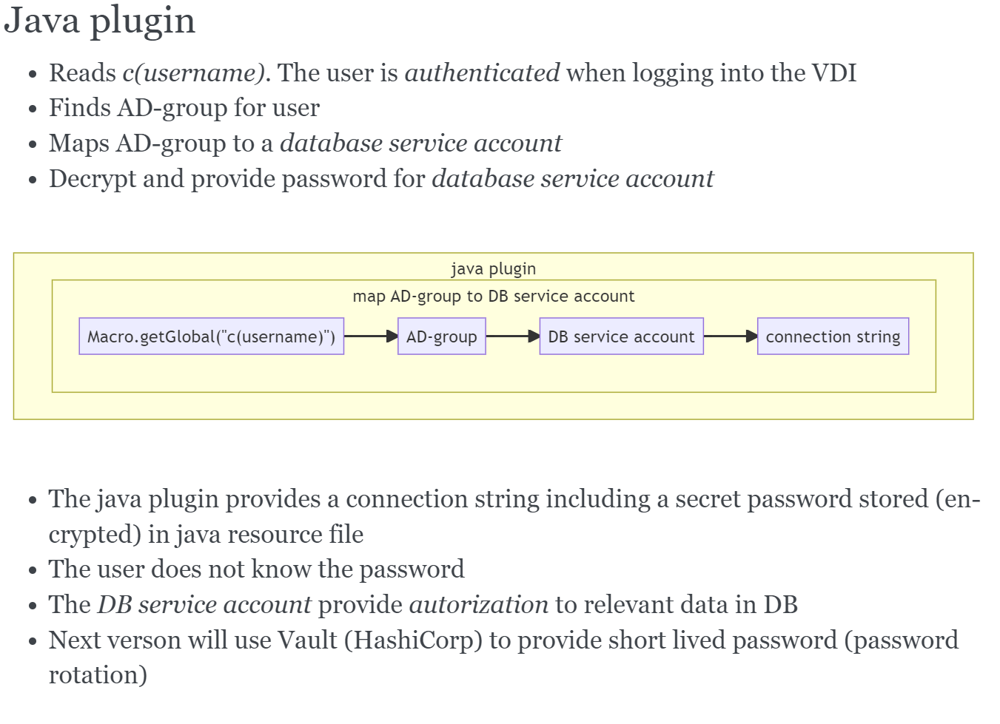 Java plugin
• Reads c(username). The user is authenticated when logging into the VDI
• Finds AD-group for user
• Maps AD-group to a database service account
• Decrypt and provide password for database service account
java plugin
map AD-group to DB service account
Macro.getGlobal("c(username)")
AD-group
DB service account
connection string
• The java plugin provides a connection string including a secret password stored (en-
crypted) in java resource file
• The user does not know the password
• The DB service account provide autorization to relevant data in DB
• Next verson will use Vault (HashiCorp) to provide short lived password (password
rotation)